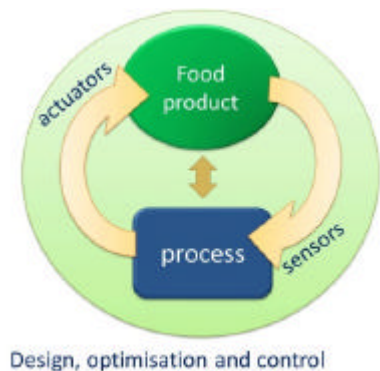 actuators
Food
product
process
sensors
Design, optimisation and control